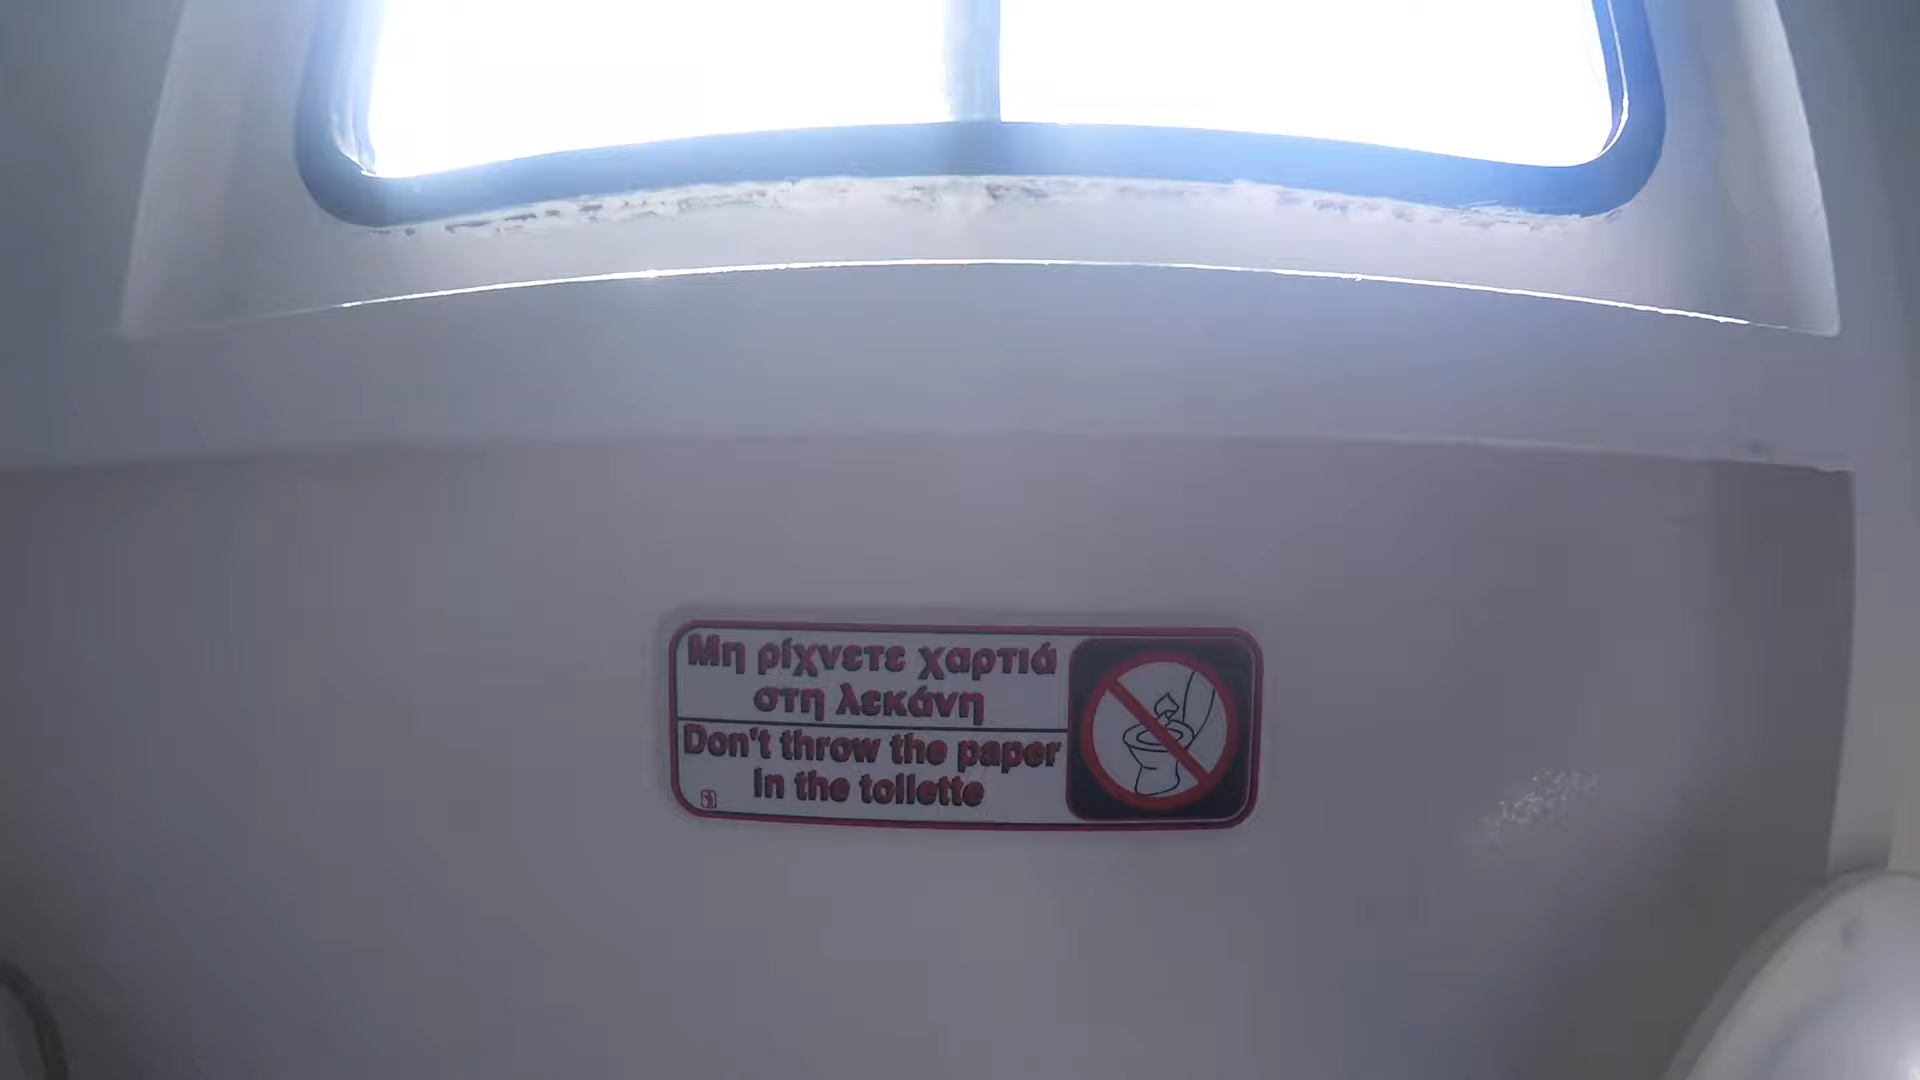 Μη ρίχνετε χαρτιά
στη λεκάνη
Don't throw the paper
in the toilette